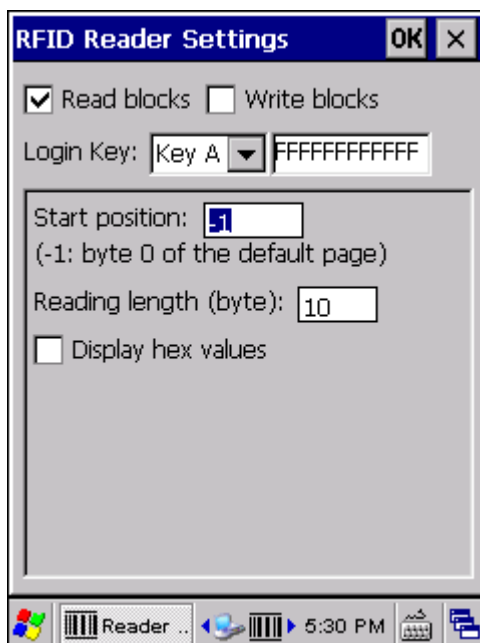 RFID Reader Settings OK
Read blocks Write blocks
Login Key: Key A FFFFFFFFFFFF
Start position: -1
(-1: byte 0 of the default page)
Reading length (byte): 10
Display hex values
Reader .. 5:30 PM